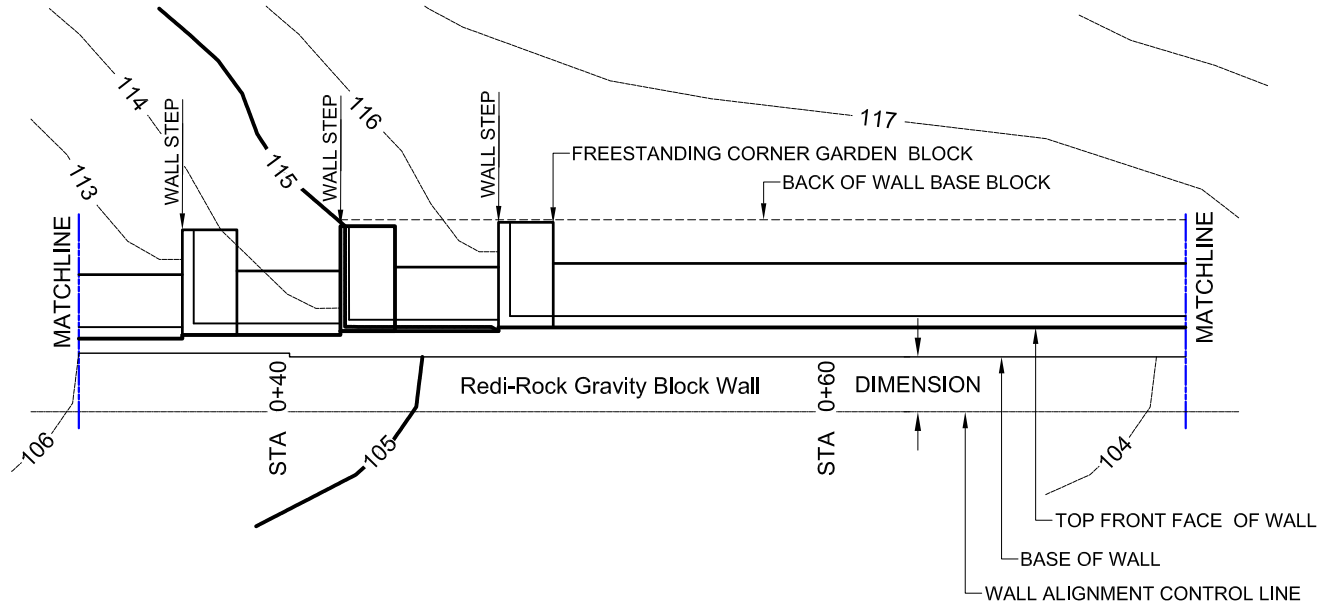 114
WALL STEP
WALL STEP
116
WALL STEP
117
113
115
FREESTANDING CORNER GARDEN BLOCK
BACK OF WALL BASE BLOCK
MATCHLINE
MATCHLINE
STA 0+40
Redi-Rock Gravity Block Wall
STA 0+60
DIMENSION
106
105
104
TOP FRONT FACE OF WALL
BASE OF WALL
WALL ALIGNMENT CONTROL LINE